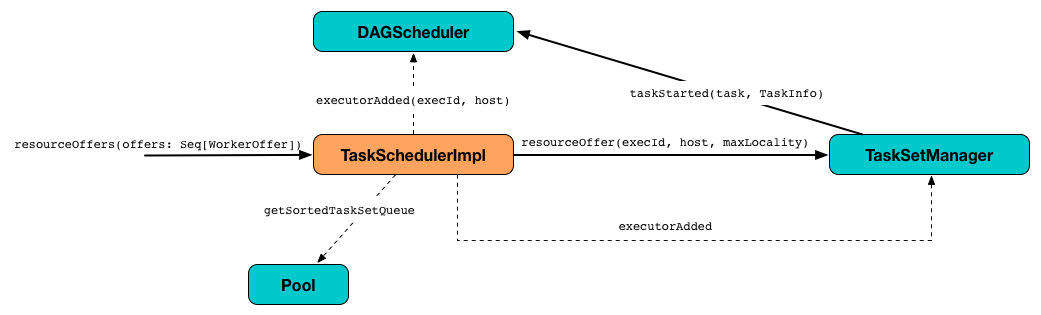 DAGScheduler
taskStarted(task, TaskInfo)
executorAdded(execId, host)
resourceOffers(offers: Seq[WorkerOffer])
TaskSchedulerImpl
resourceOffer(execId, host, maxLocality)
TaskSetManager
getSortedTaskSetQueue
executorAdded
Pool